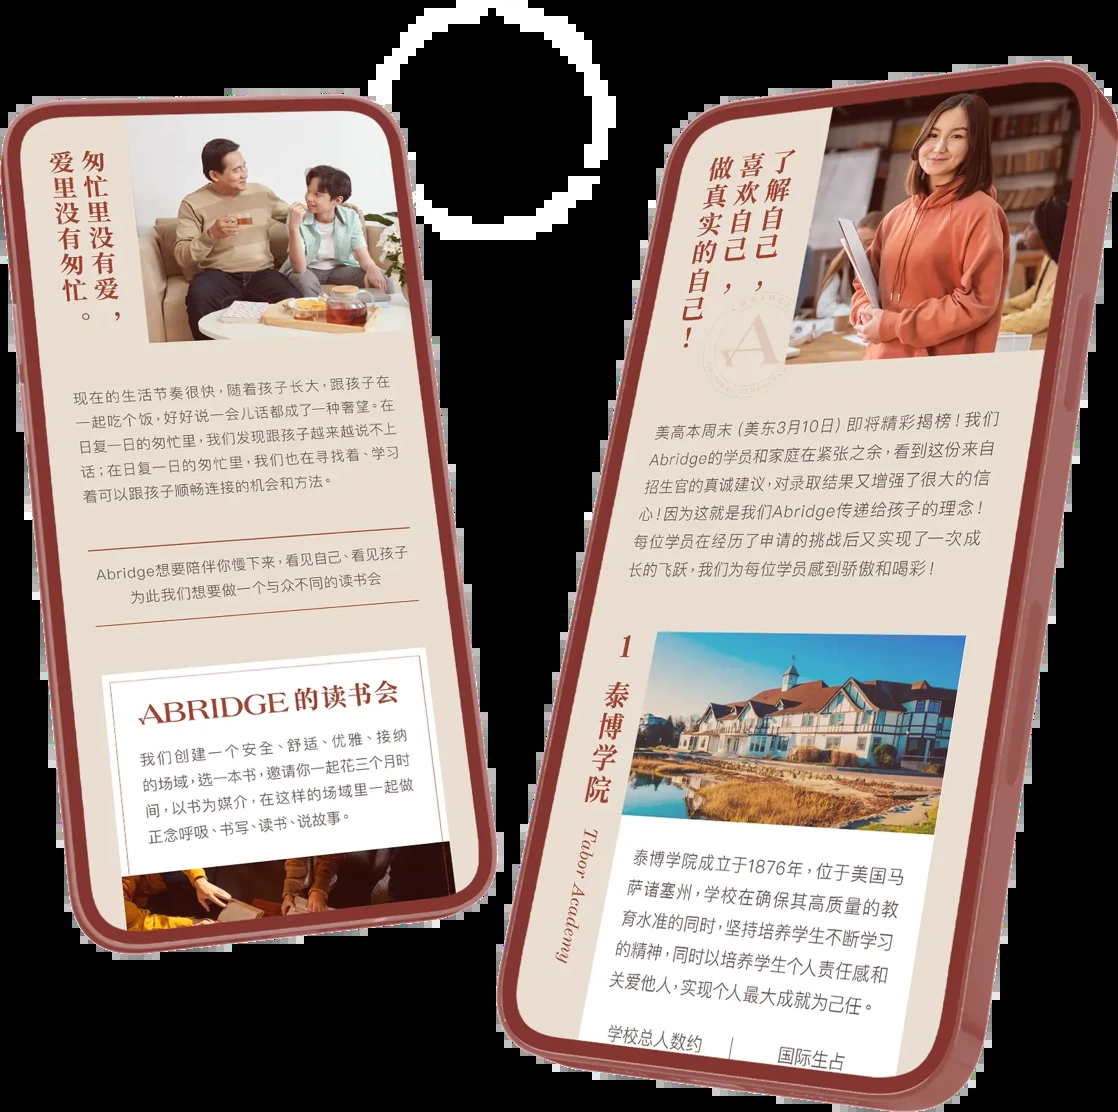 匆忙里没有爱，
爱里没有匆忙。
现在的生活节奏很快，随着孩子长大，跟孩子在
一起吃个饭，好好说一会儿话都成了一种奢望。在
日复一日的匆忙里，我们发现跟孩子越来越说不上
话；在日复一日的匆忙里，我们也在寻找着、学习
着可以跟孩子顺畅连接的机会和方法。
Abridge想要陪伴你慢下来，看见自己、看见孩子
为此我们想要做一个与众不同的读书会
ABRIDGE 的读书会
我们创建一个安全、舒适、优雅、接纳
的场域，选一本书，邀请你一起花三个月时
间，以书为媒介，在这样的场域里一起做
正念呼吸、书写、读书、说故事。
了解自己，
喜欢自己，
做真实的自己！
A
美高本周末（美东3月10日）即将精彩揭榜！我们
Abridge的学员和家庭在紧张之余，看到这份来自
招生官的真诚建议，对录取结果又增强了很大的信
心！因为这就是我们Abridge传递给孩子的理念！
每位学员在经历了申请的挑战后又实现了一次成
长的飞跃，我们为每位学员感到骄傲和喝彩！
1 泰博学院 Tabor Academy
泰博学院成立于1876年，位于美国马
萨诸塞州，学校在确保其高质量的教
育水准的同时，坚持培养学生不断学习
的精神，同时以培养学生个人责任感和
关爱他人，实现个人最大成就为己任。
学校总人数约
国际生占